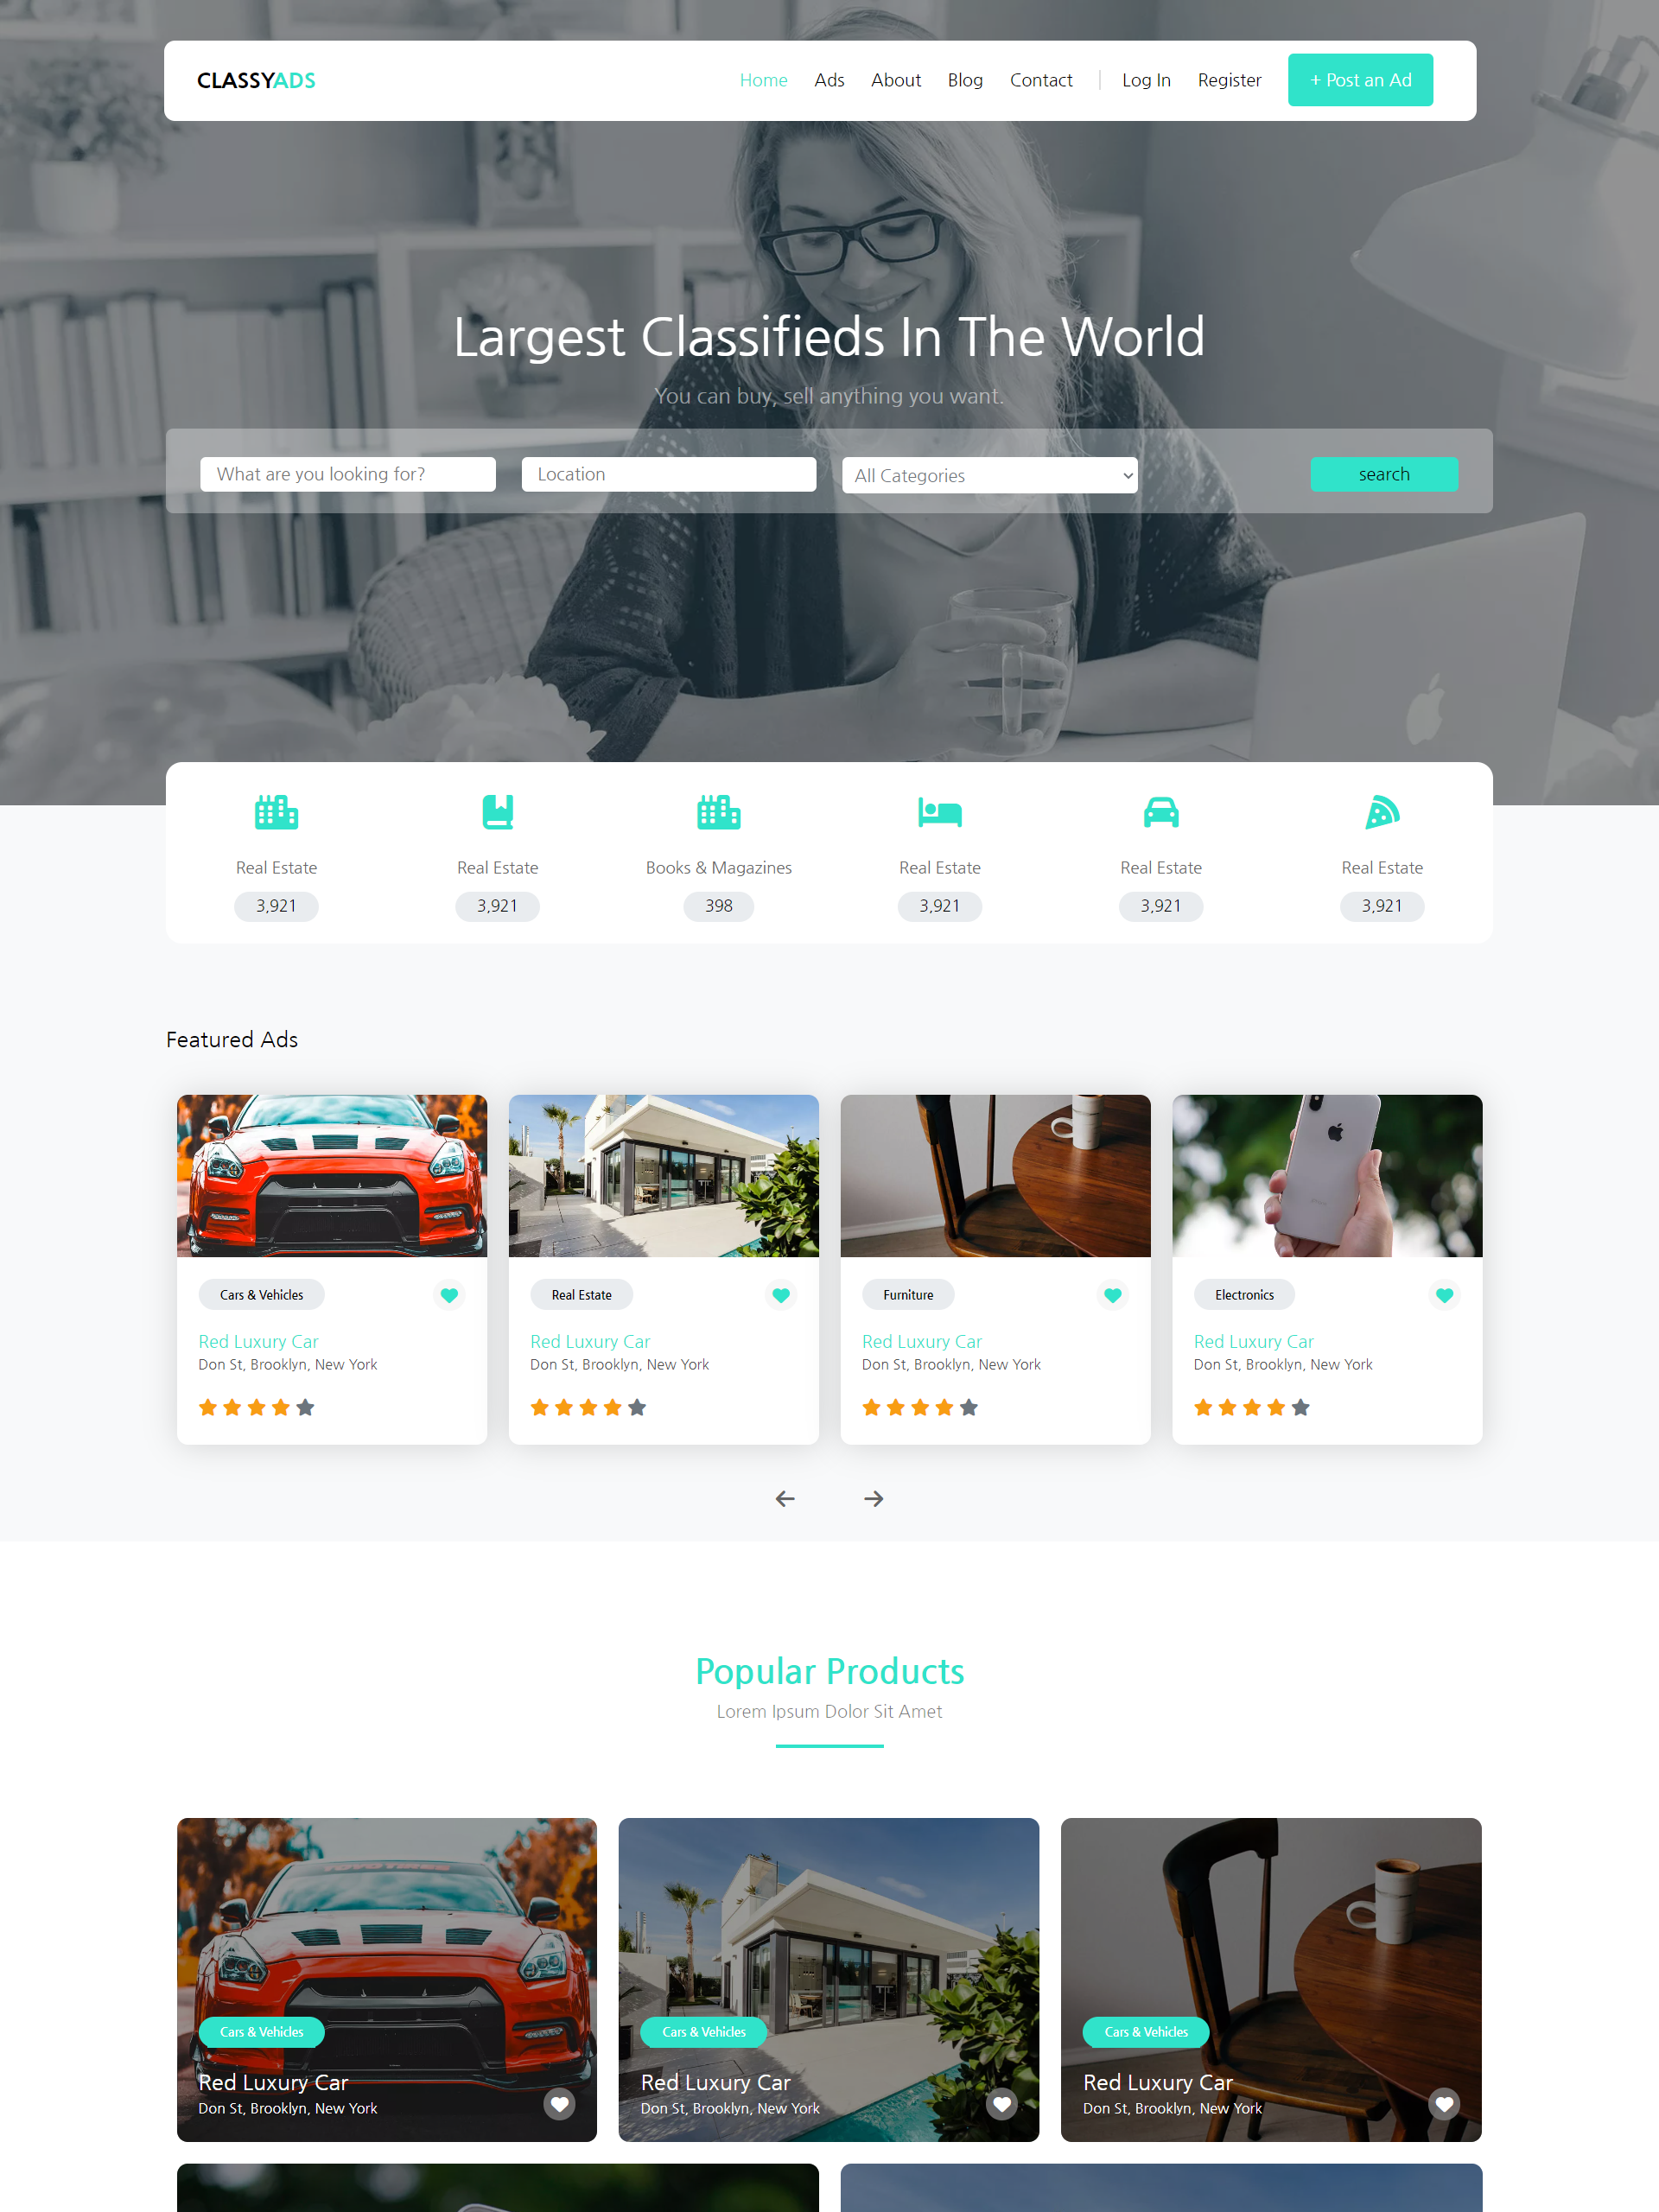 CLASSYADS Home Ads About Blog Contact Log In Register + Post an Ad
Largest Classifieds In The World
You can buy, sell anything you want.
What are you looking for? Location All Categories search
Real Estate Real Estate Books & Magazines Real Estate Real Estate Real Estate
3,921 3,921 398 3,921 3,921 3,921
Featured Ads
Cars & Vehicles Real Estate Furniture Electronics
Red Luxury Car Red Luxury Car Red Luxury Car Red Luxury Car
Don St, Brooklyn, New York Don St, Brooklyn, New York Don St, Brooklyn, New York Don St, Brooklyn, New York
Popular Products
Lorem Ipsum Dolor Sit Amet
TOYOTIRES
Cars & Vehicles Cars & Vehicles Cars & Vehicles
Red Luxury Car Red Luxury Car Red Luxury Car
Don St, Brooklyn, New York Don St, Brooklyn, New York Don St, Brooklyn, New York